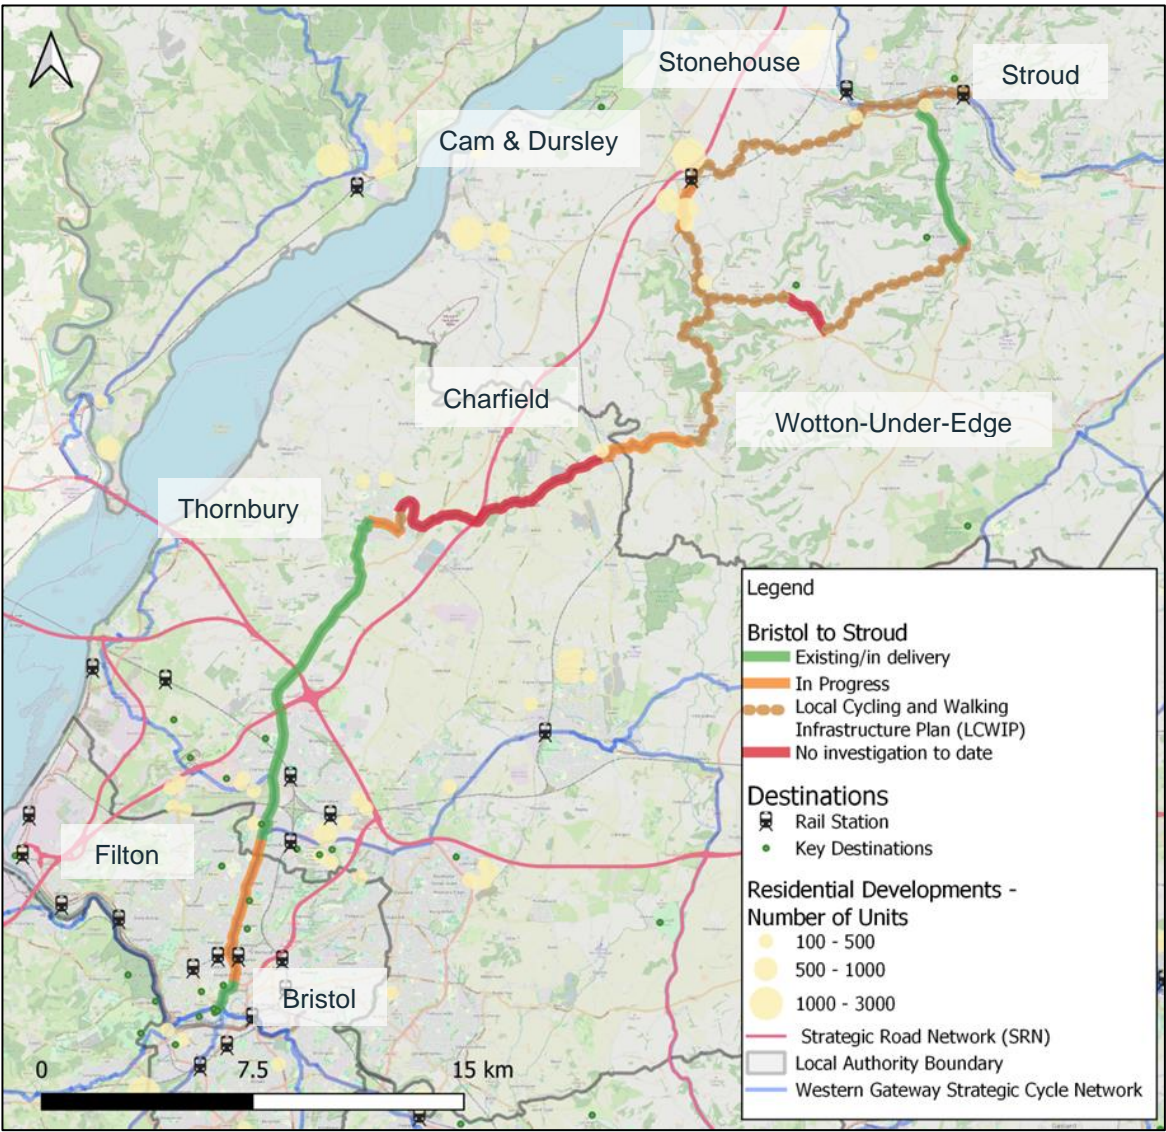 Stonehouse
Stroud
Cam & Dursley
Charfield
Wotton-Under-Edge
Thornbury
Filton
Bristol
0 7.5 15 km
Legend
Bristol to Stroud
Existing/in delivery
In Progress
Local Cycling and Walking
Infrastructure Plan (LCWIP)
No investigation to date
Destinations
Rail Station
Key Destinations
Residential Developments -
Number of Units
100 - 500
500 - 1000
1000 - 3000
Strategic Road Network (SRN)
Local Authority Boundary
Western Gateway Strategic Cycle Network